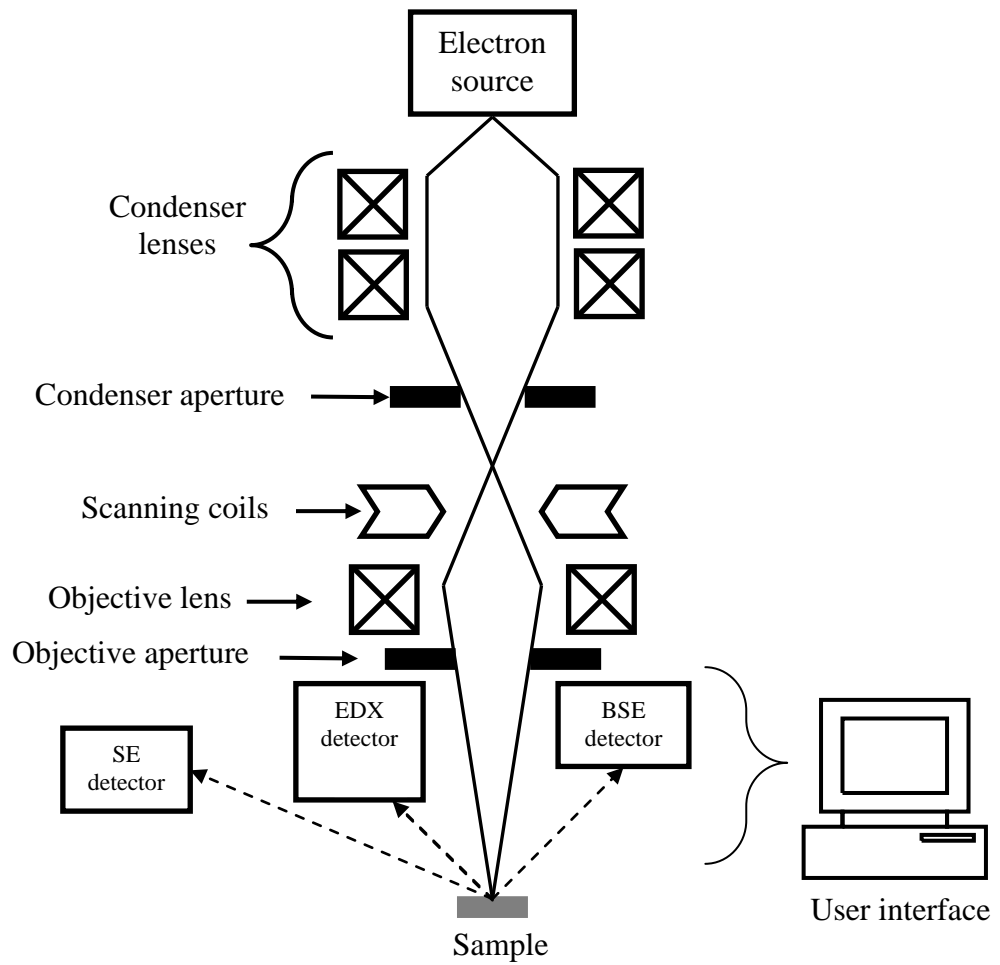 Electron
source
Condenser
lenses
Condenser aperture
Scanning coils
Objective lens
Objective aperture
EDX
detector
BSE
detector
SE
detector
User interface
Sample